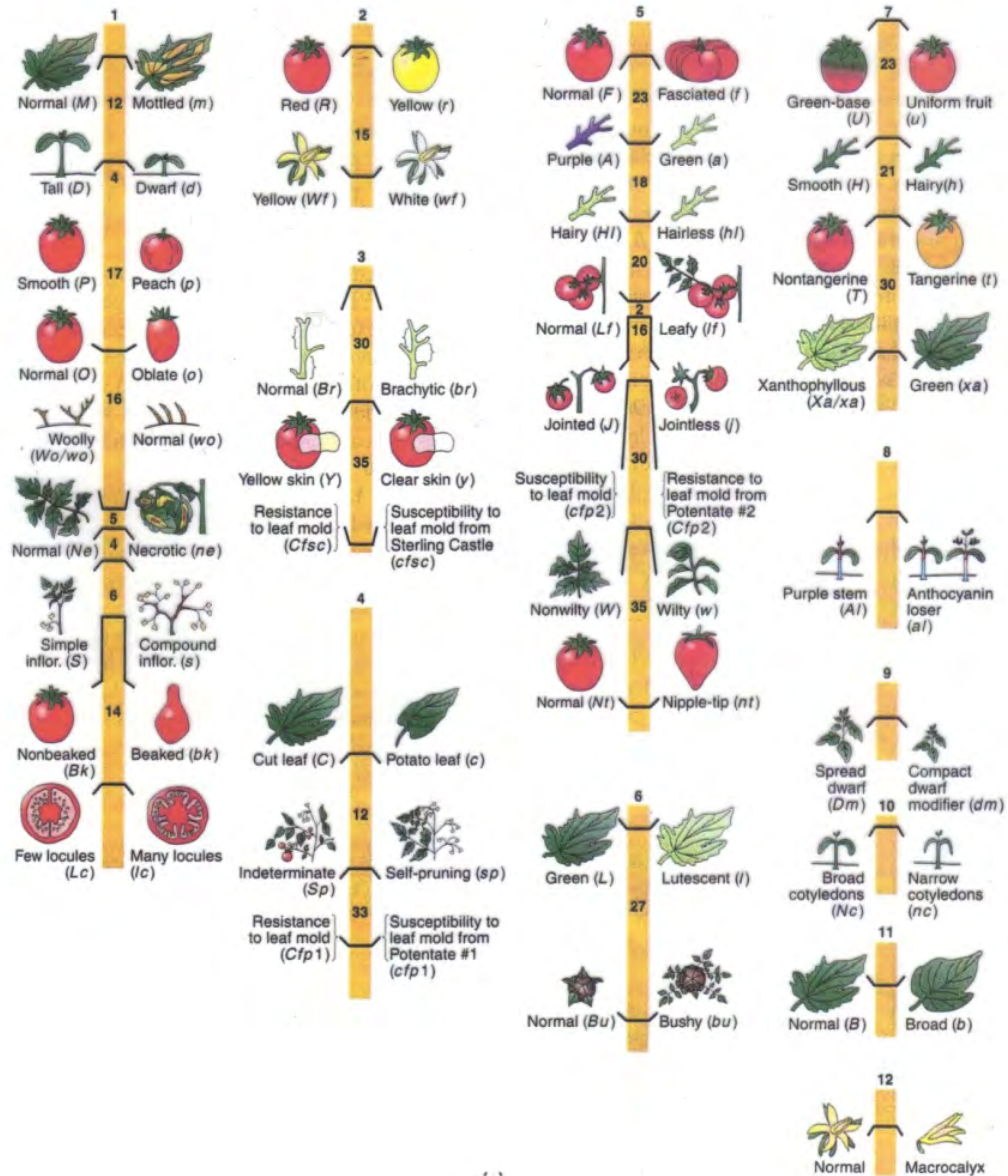 1
Normal (M) Mottled (m)
12
Tall (D) Dwarf (d)
4
Smooth (P) Peach (p)
17
Normal (O) Oblate (o)
16
Woolly
(Wo/wo)
Normal (wo)
5
Normal (Ne) Necrotic (ne)
4
6
Simple
inflor. (S)
Compound
inflor. (s)
14
Nonbeaked
(Bk)
Beaked (bk)
Few locules
(Lc)
Many locules
(lc)
2
Red (R) Yellow (r)
15
Yellow (Wf) White (wf)
3
30
Normal (Br) Brachytic (br)
35
Yellow skin (Y) Clear skin (y)
Resistance
to leaf mold
(Cfsc)
Susceptibility to
leaf mold from
Sterling Castle
(cfsc)
4
Cut leaf (C) Potato leaf (c)
12
Indeterminate
(Sp)
Self-pruning (sp)
33
Resistance
to leaf mold
(Cfp1)
Susceptibility to
leaf mold from
Potentate #1
(cfp1)
5
Normal (F) Fasciated (f)
23
Purple (A) Green (a)
18
Hairy (Hl) Hairless (hl)
20
Normal (Lf) Leafy (lf)
2
16
Jointed (J) Jointless (j)
30
Susceptibility
to leaf mold
(cfp2)
Resistance to
leaf mold from
Potentate #2
(Cfp2)
Nonwilty (W) Wilty (w)
35
Normal (Nt) Nipple-tip (nt)
6
Green (L) Lutescent (l)
27
Normal (Bu) Bushy (bu)
7
23
Green-base
(U)
Uniform fruit
(u)
21
Smooth (H) Hairy(h)
Nontangerine
(T)
Tangerine (t)
30
Xanthophyllous
(Xa/xa)
Green (xa)
8
Purple stem
(Al)
Anthocyanin
loser
(al)
9
Spread
dwarf
(Dm)
Compact
dwarf
modifier (dm)
10
Broad
cotyledons
(Nc)
Narrow
cotyledons
(nc)
11
Normal (B) Broad (b)
12
Normal Macrocalyx